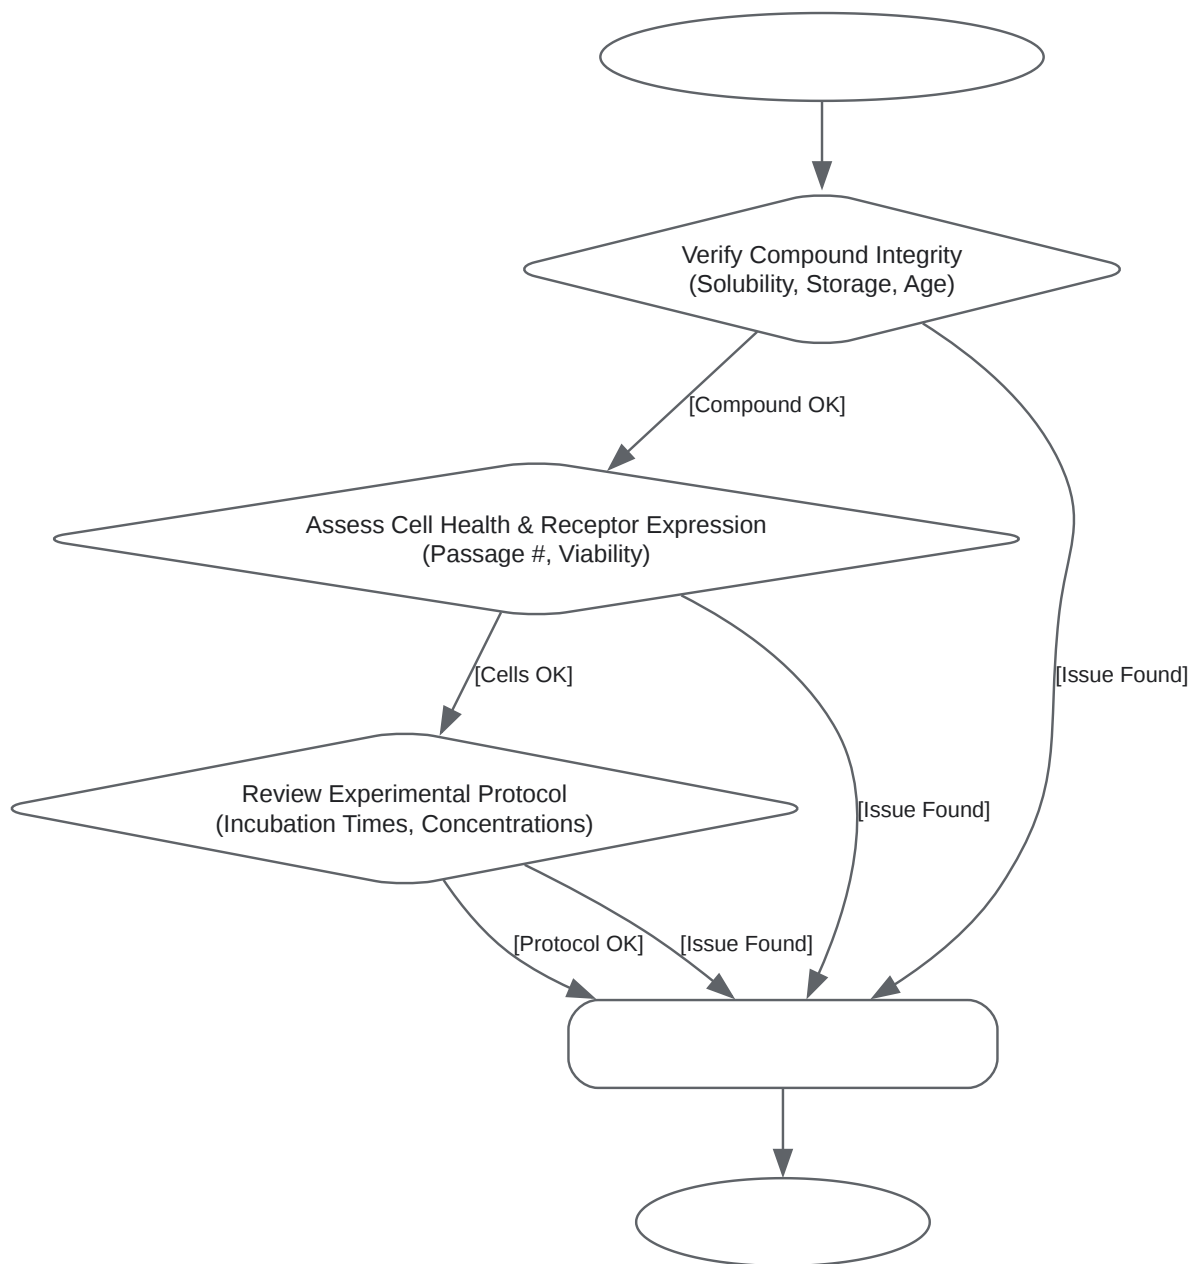 Verify Compound Integrity
(Solubility, Storage, Age)
[Compound OK]
Assess Cell Health & Receptor Expression
(Passage #, Viability)
[Cells OK]
[Issue Found]
Review Experimental Protocol
(Incubation Times, Concentrations)
[Issue Found]
[Protocol OK]
[Issue Found]